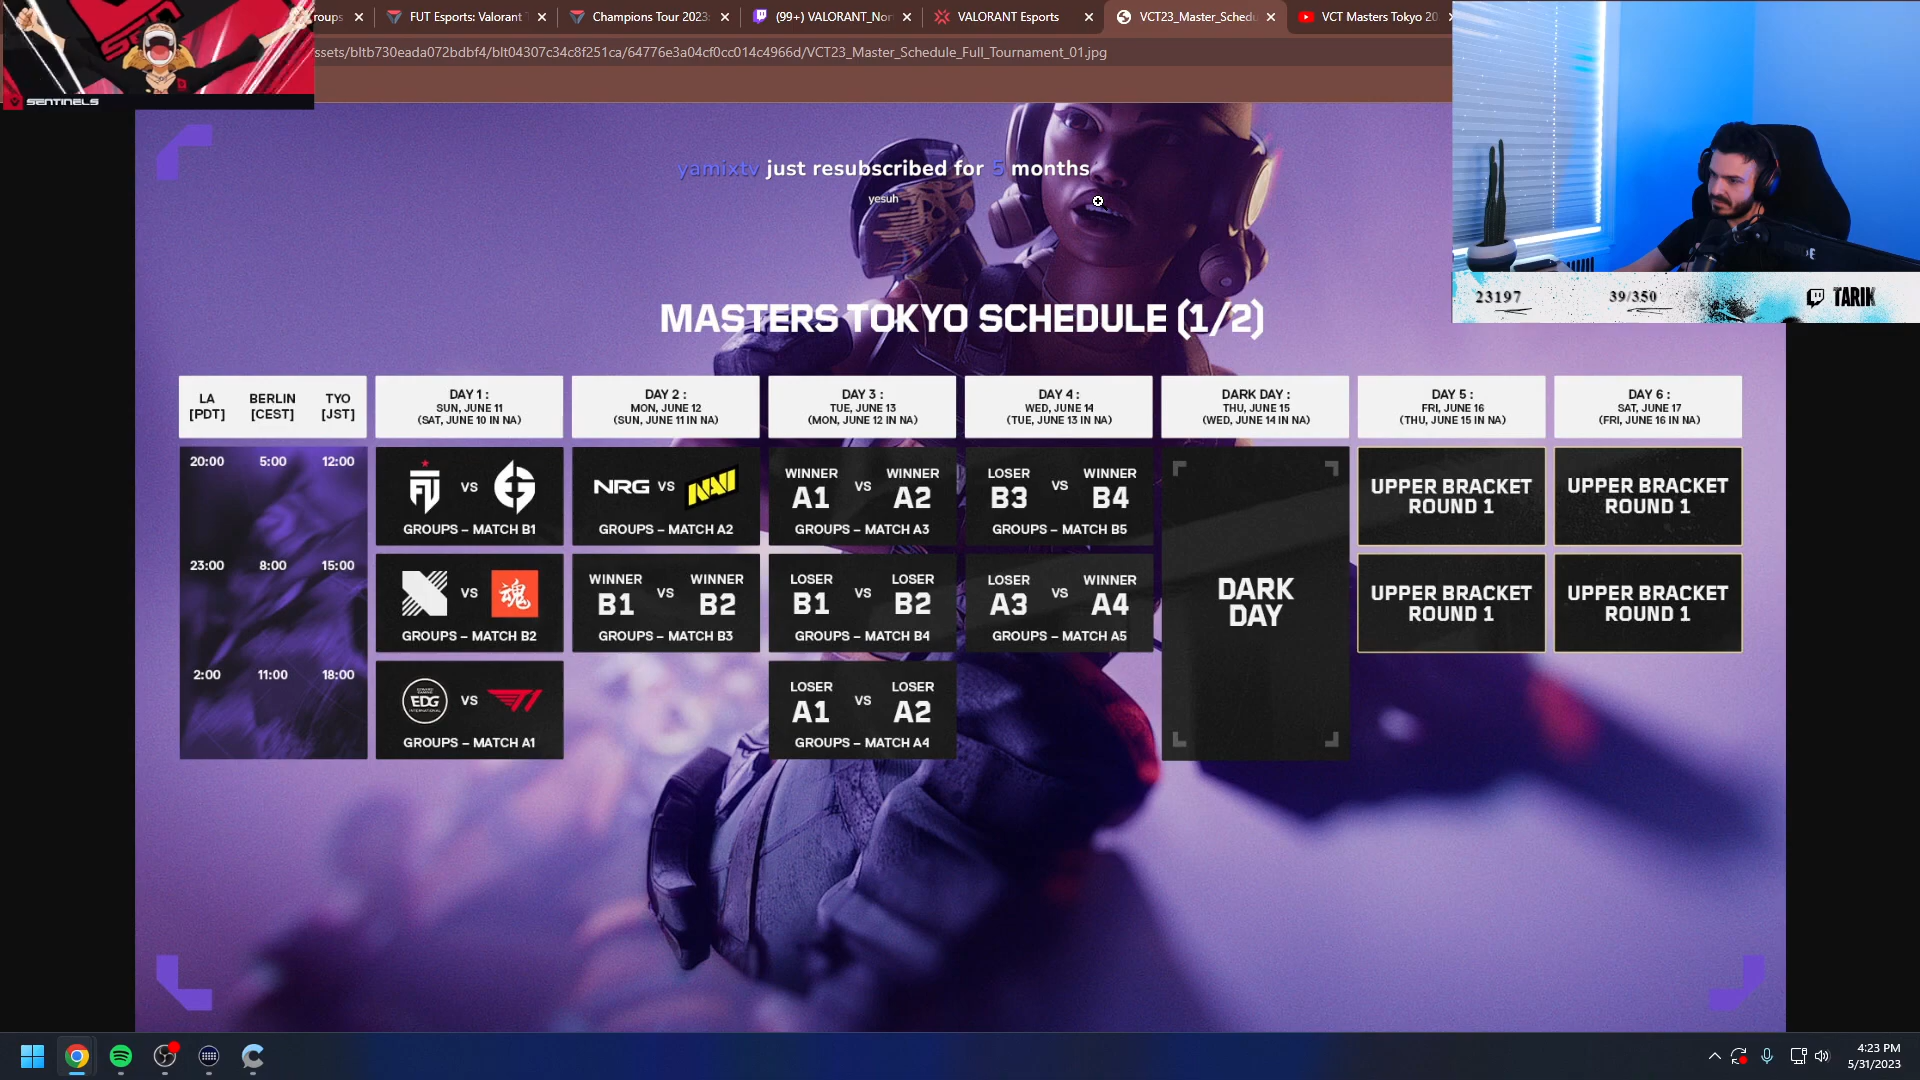 roups
FUT Esports: Valorant
Champions Tour 2023:
(99+) VALORANT_Nor
VALORANT Esports
VCT23_Master_Schedu
VCT Masters Tokyo 20
ssets/bltb730eada072bdbf4/blt04307c34c8f251ca/64776e3a04cf0cc014c4966d/VCT23_Master_Schedule_Full_Tournament_01.jpg
SENTINELS
yamixtv just resubscribed for 5 months
yesuh
23197
39/350
TARIK
MASTERS TOKYO SCHEDULE (1/2)
LA
[PDT]
BERLIN
[CEST]
TYO
[JST]
DAY 1 :
SUN, JUNE 11
(SAT, JUNE 10 IN NA)
DAY 2 :
MON, JUNE 12
(SUN, JUNE 11 IN NA)
DAY 3 :
TUE, JUNE 13
(MON, JUNE 12 IN NA)
DAY 4 :
WED, JUNE 14
(TUE, JUNE 13 IN NA)
DARK DAY :
THU, JUNE 15
(WED, JUNE 14 IN NA)
DAY 5 :
FRI, JUNE 16
(THU, JUNE 15 IN NA)
DAY 6 :
SAT, JUNE 17
(FRI, JUNE 16 IN NA)
20:00 5:00 12:00
FUT VS EG
GROUPS – MATCH B1
NRG VS NAVI
GROUPS – MATCH A2
WINNER A1 VS WINNER A2
GROUPS – MATCH A3
LOSER B3 VS WINNER B4
GROUPS – MATCH B5
UPPER BRACKET
ROUND 1
UPPER BRACKET
ROUND 1
23:00 8:00 15:00
VS 魂
GROUPS – MATCH B2
WINNER B1 VS WINNER B2
GROUPS – MATCH B3
LOSER B1 VS LOSER B2
GROUPS – MATCH B4
LOSER A3 VS WINNER A4
GROUPS – MATCH A5
DARK
DAY
UPPER BRACKET
ROUND 1
UPPER BRACKET
ROUND 1
2:00 11:00 18:00
EDG VS T1
GROUPS – MATCH A1
LOSER A1 VS LOSER A2
GROUPS – MATCH A4
4:23 PM
5/31/2023